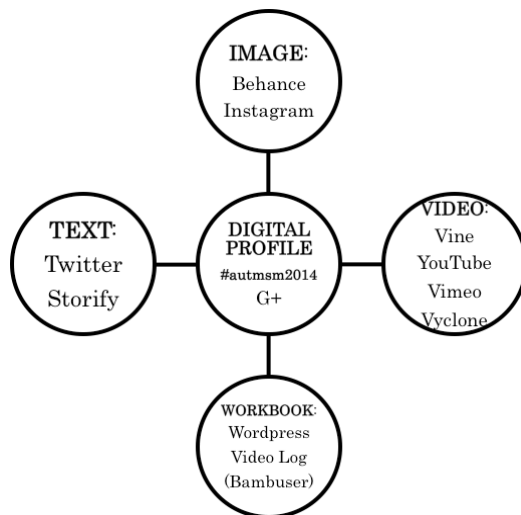 IMAGE:
Behance
Instagram
TEXT:
Twitter
Storify
DIGITAL
PROFILE
#autmsm2014
G+
VIDEO:
Vine
YouTube
Vimeo
Vyclone
WORKBOOK:
Wordpress
Video Log
(Bambuser)